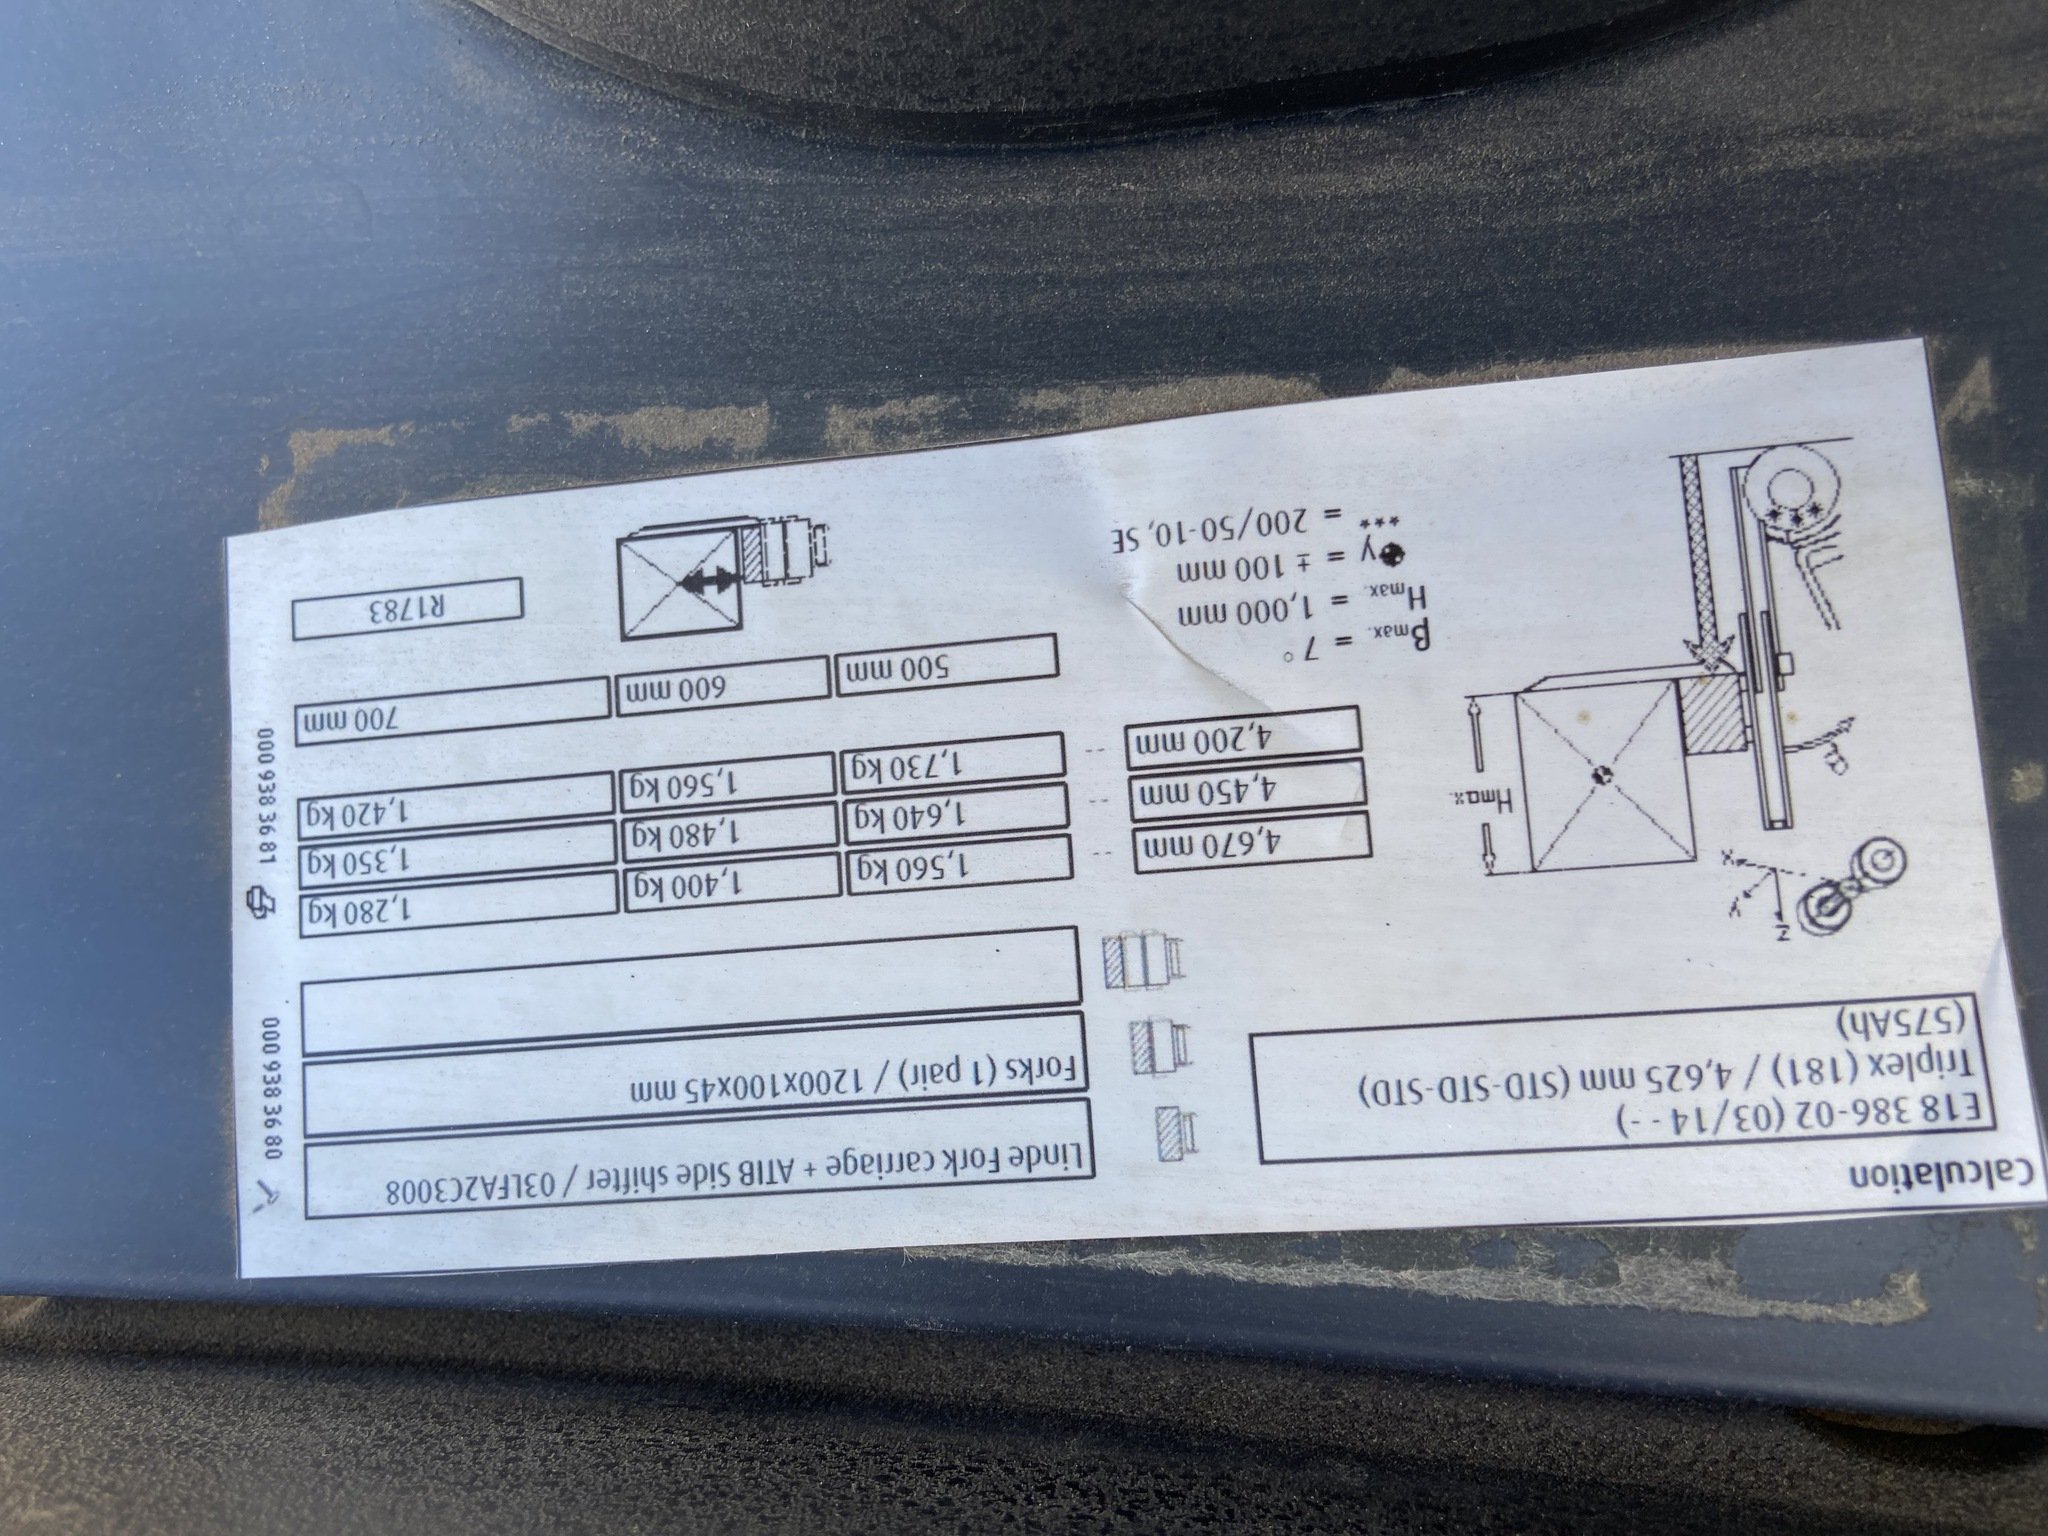 Calculation
E18 386-02 (03/14 - -)
Triplex (181) / 4,625 mm (STD-STD-STD)
(575Ah)
Linde Fork carriage + ATIB Side shifter / 03LFA2C3008
Forks (1 pair) / 1200x100x45 mm
Z
Y
X
Hmax.
α
4,670 mm -- 1,560 kg 1,400 kg 1,280 kg
4,450 mm -- 1,640 kg 1,480 kg 1,350 kg
4,200 mm -- 1,730 kg 1,560 kg 1,420 kg
500 mm 600 mm 700 mm
βmax. = 7 °
Hmax. = 1,000 mm
Y = ± 100 mm
*** = 200/50-10, SE
***
R1783
000 938 36 80
000 938 36 81